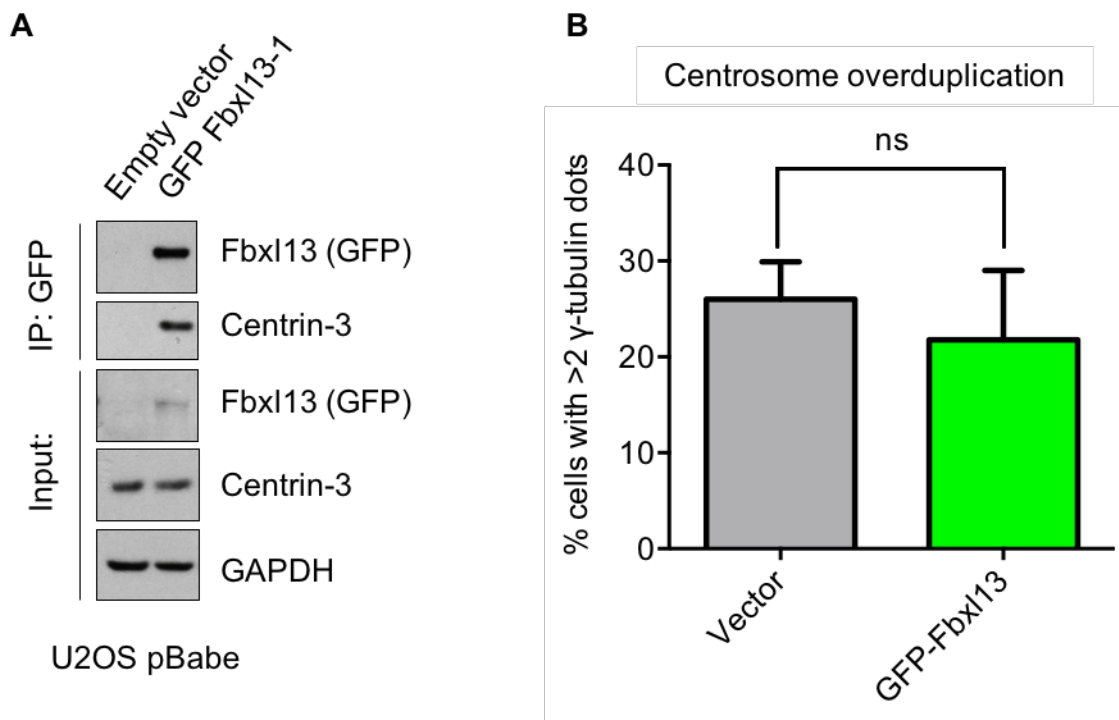 A
Empty vector
GFP Fbxl13-1
IP: GFP
Fbxl13 (GFP)
Centrin-3
Input:
Fbxl13 (GFP)
Centrin-3
GAPDH
U2OS pBabe
B
Centrosome overduplication
ns
% cells with >2 γ-tubulin dots
40
30
20
10
0
Vector
GFP-Fbxl13